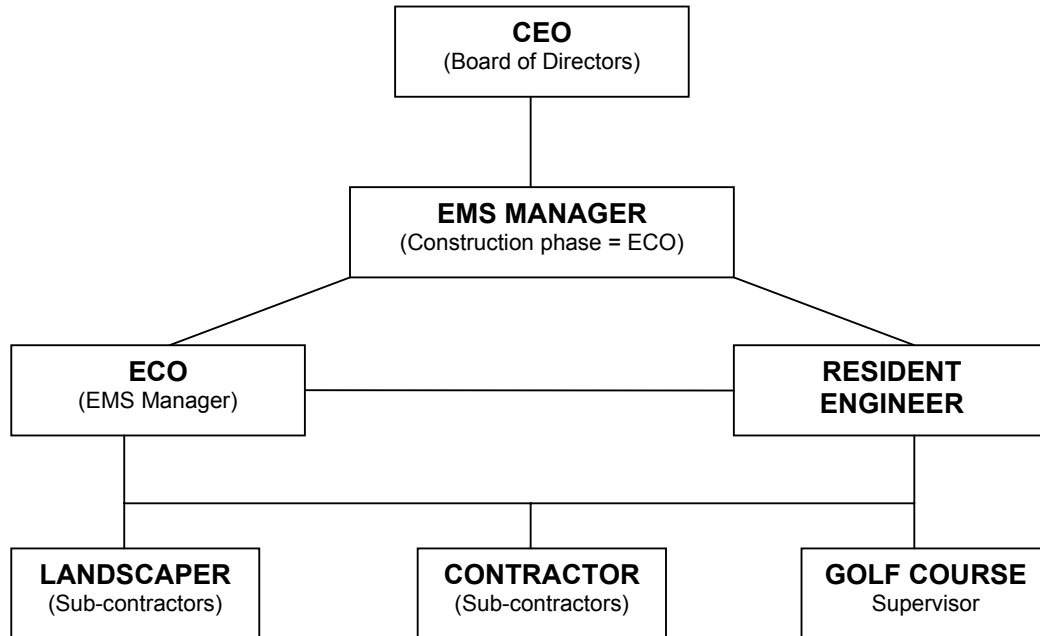 CEO
(Board of Directors)
EMS MANAGER
(Construction phase = ECO)
ECO
(EMS Manager)
RESIDENT
ENGINEER
LANDSCAPER
(Sub-contractors)
CONTRACTOR
(Sub-contractors)
GOLF COURSE
Supervisor